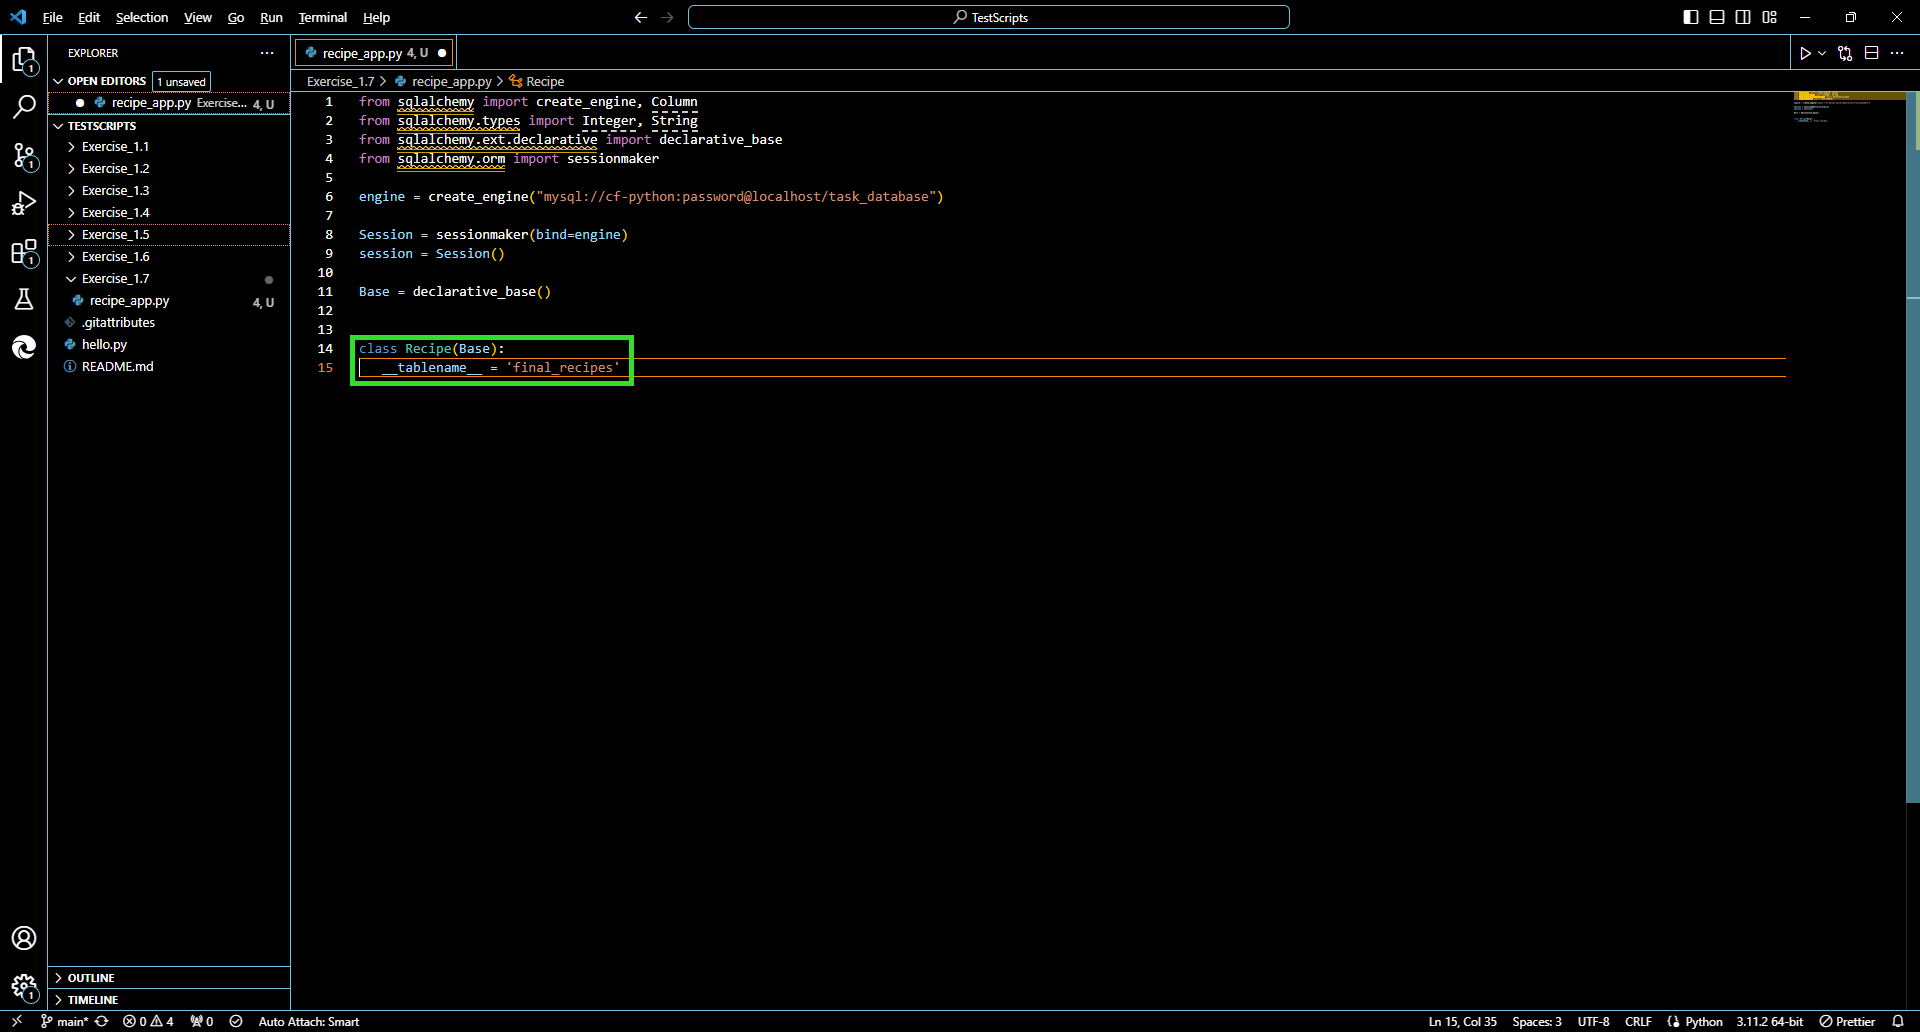 File Edit Selection View Go Run Terminal Help
TestScripts
EXPLORER
OPEN EDITORS 1 unsaved
recipe_app.py Exercise... 4, U
TESTSCRIPTS
Exercise_1.1
Exercise_1.2
Exercise_1.3
Exercise_1.4
Exercise_1.5
Exercise_1.6
Exercise_1.7
recipe_app.py 4, U
.gitattributes
hello.py
README.md
OUTLINE
TIMELINE
1
1
1
1
recipe_app.py 4, U
Exercise_1.7 > recipe_app.py > Recipe
1 from sqlalchemy import create_engine, Column
2 from sqlalchemy.types import Integer, String
3 from sqlalchemy.ext.declarative import declarative_base
4 from sqlalchemy.orm import sessionmaker
5
6 engine = create_engine("mysql://cf-python:password@localhost/task_database")
7
8 Session = sessionmaker(bind=engine)
9 session = Session()
10
11 Base = declarative_base()
12
13
14 class Recipe(Base):
15 __tablename__ = 'final_recipes'
main* 0 4 0 Auto Attach: Smart Ln 15, Col 35 Spaces: 3 UTF-8 CRLF Python 3.11.2 64-bit Prettier